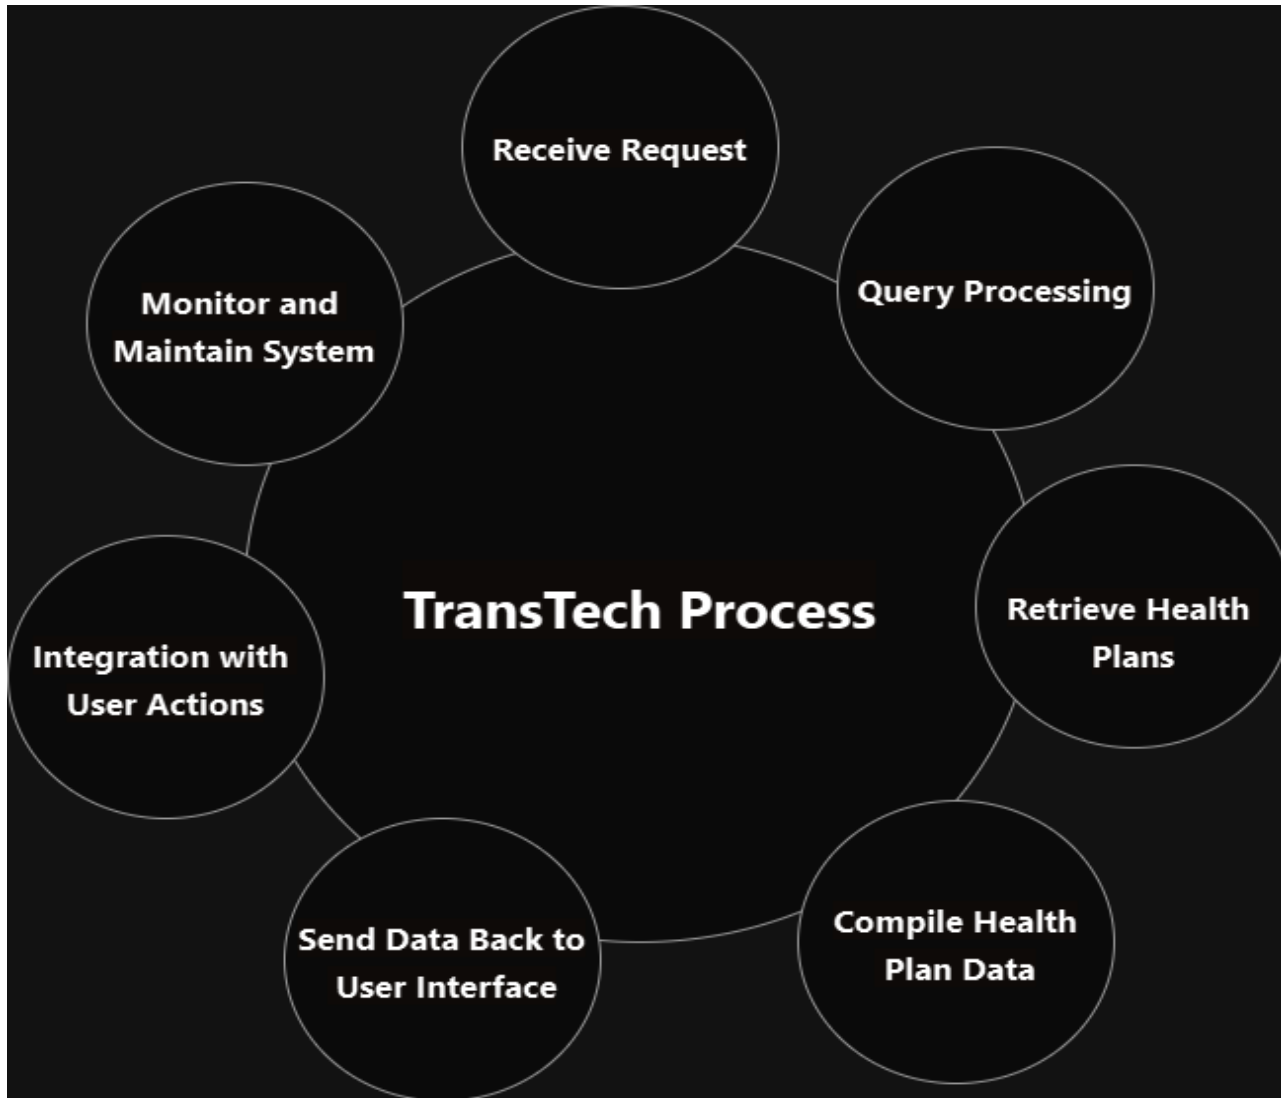 Receive Request
Query Processing
Retrieve Health
Plans
Compile Health
Plan Data
Send Data Back to
User Interface
Integration with
User Actions
Monitor and
Maintain System
TransTech Process